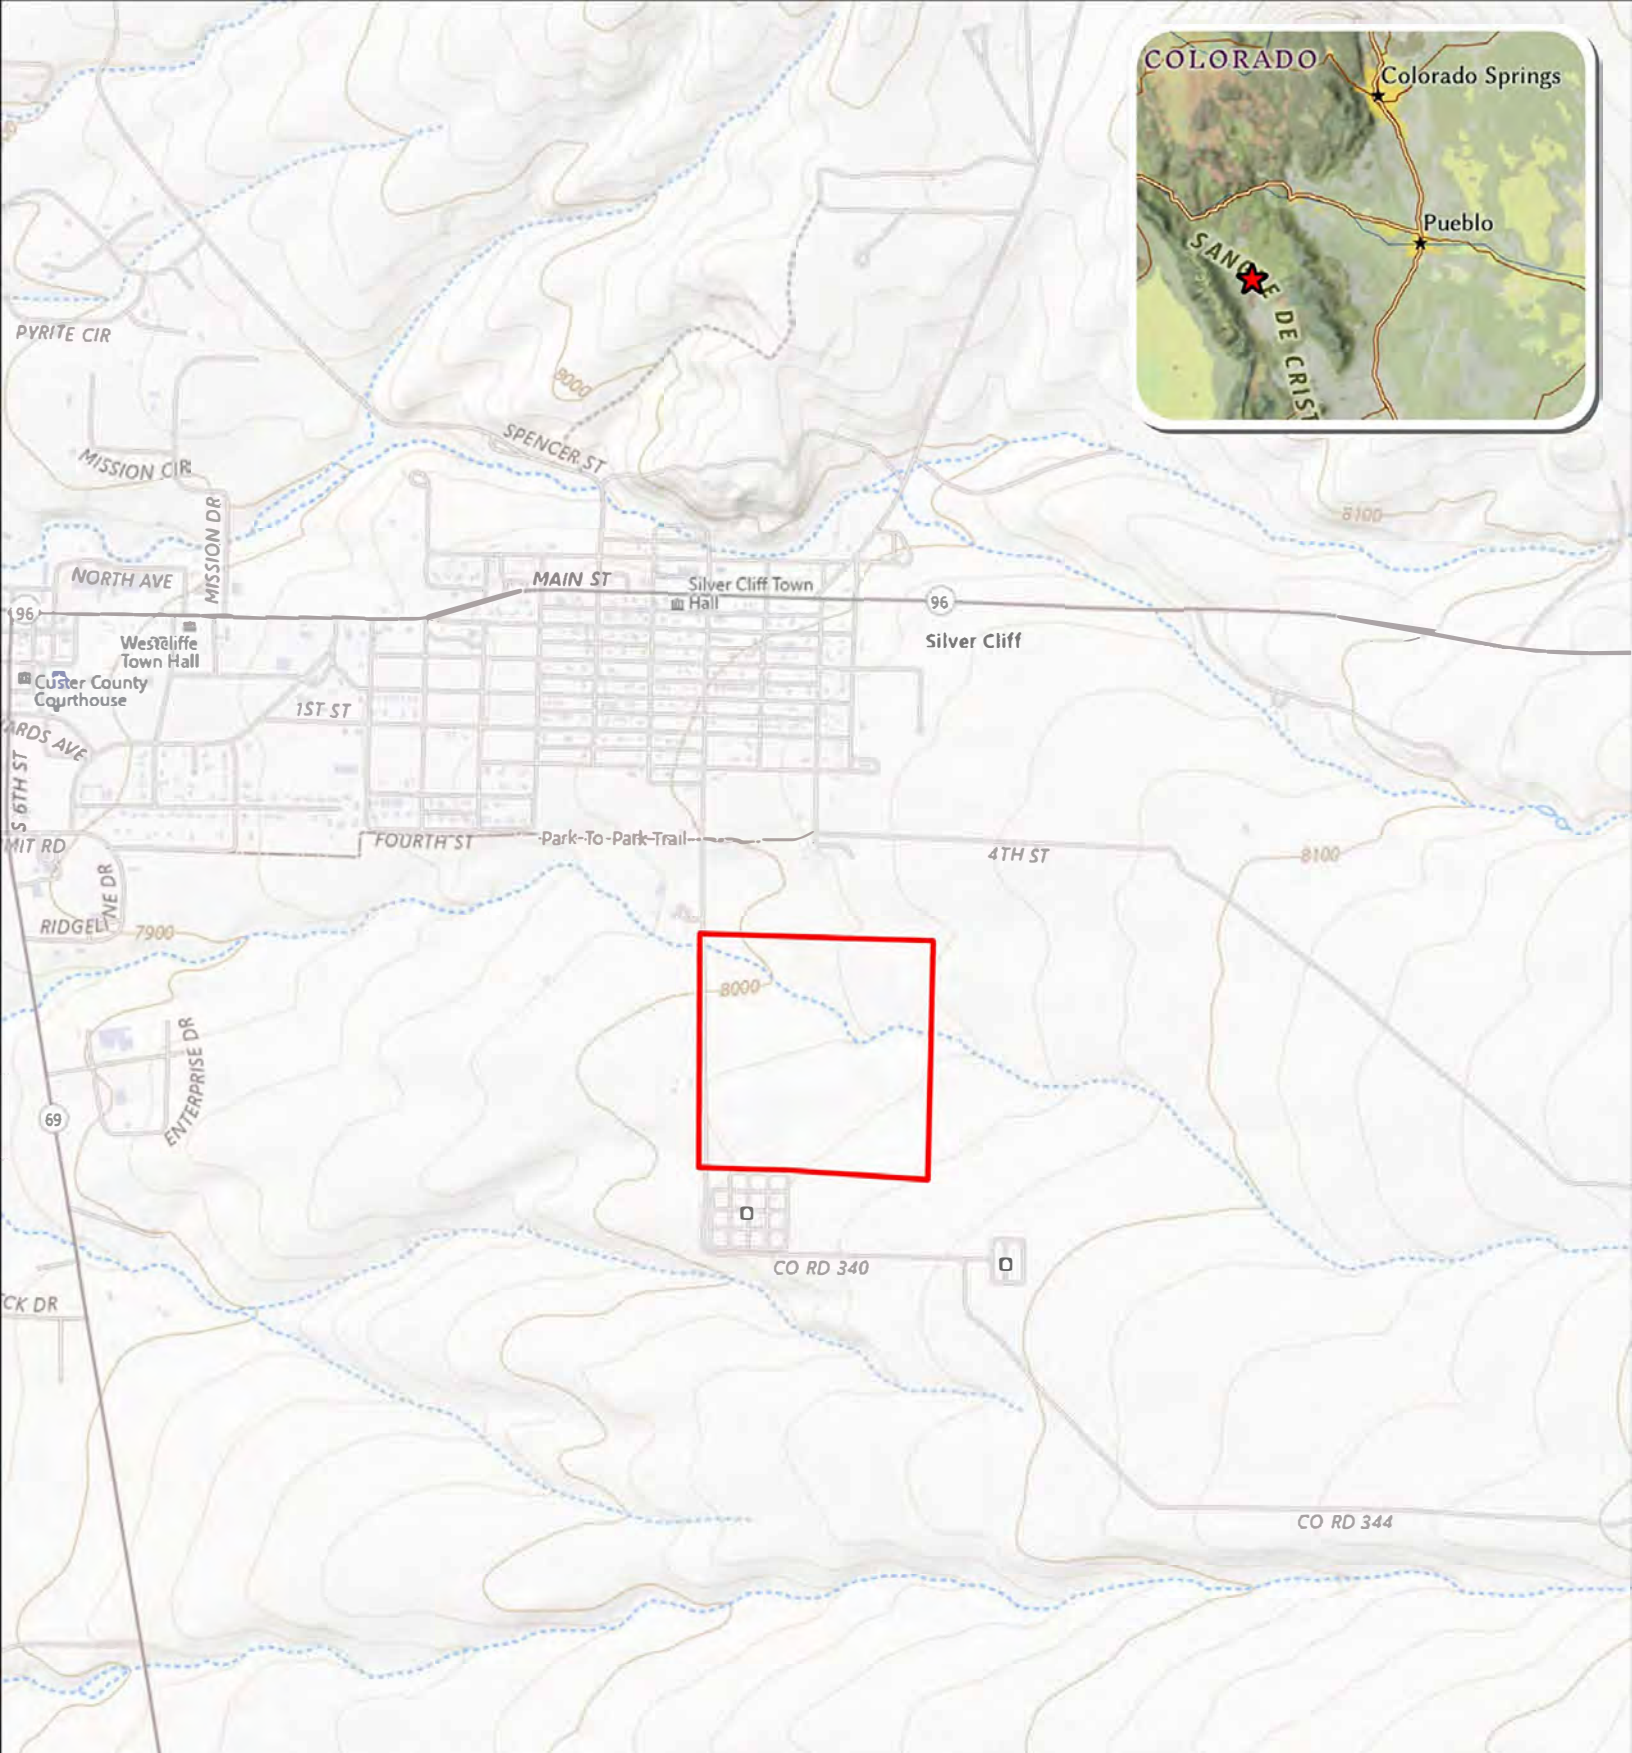 COLORADO
Colorado Springs
Pueblo
SANGRE DE CRIST
PYRITE CIR
8000
SPENCER ST
MISSION CIR
MISSION DR
8100
NORTH AVE
MAIN ST
Silver Cliff Town
Hall
96
96
Westcliffe
Town Hall
Silver Cliff
Custer County
Courthouse
1ST ST
ARDS AVE
S 6TH ST
MIT RD
FOURTH ST
Park-To-Park-Trail
4TH ST
8100
NE DR
RIDGEL
7900
8000
ENTERPRISE DR
69
CO RD 340
CK DR
CO RD 344